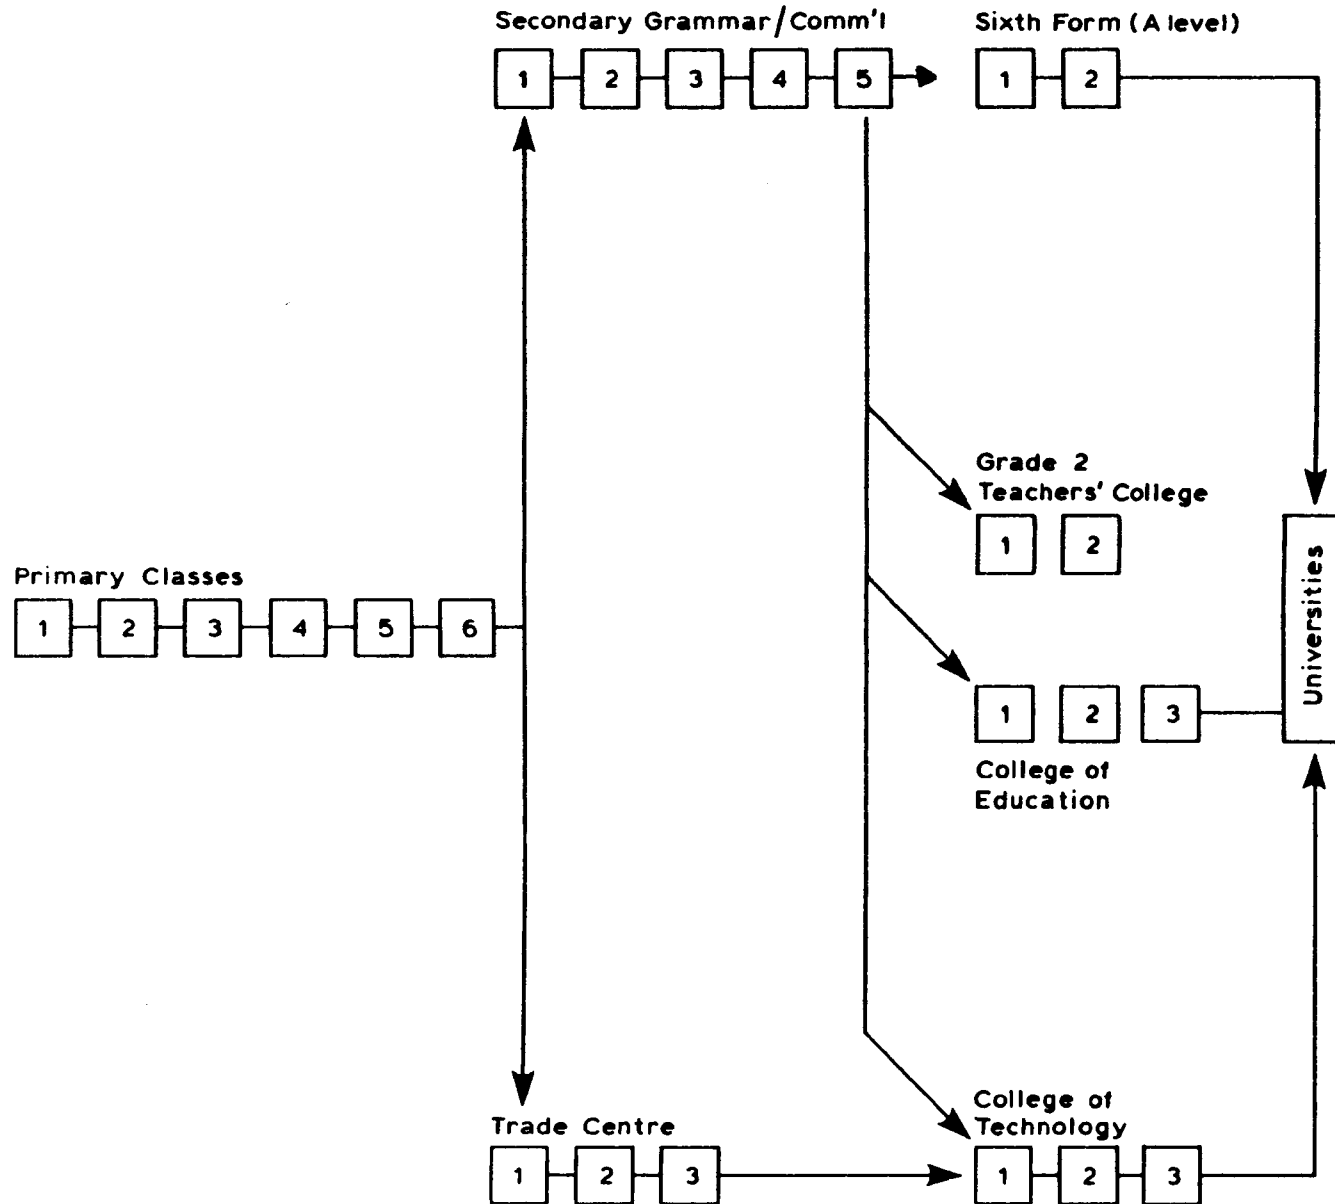 Secondary Grammar/Comm'l
1 2 3 4 5
Sixth Form (A level)
1 2
Grade 2
Teachers' College
1 2
Primary Classes
1 2 3 4 5 6
Universities
1 2 3
College of
Education
Trade Centre
1 2 3
College of
Technology
1 2 3